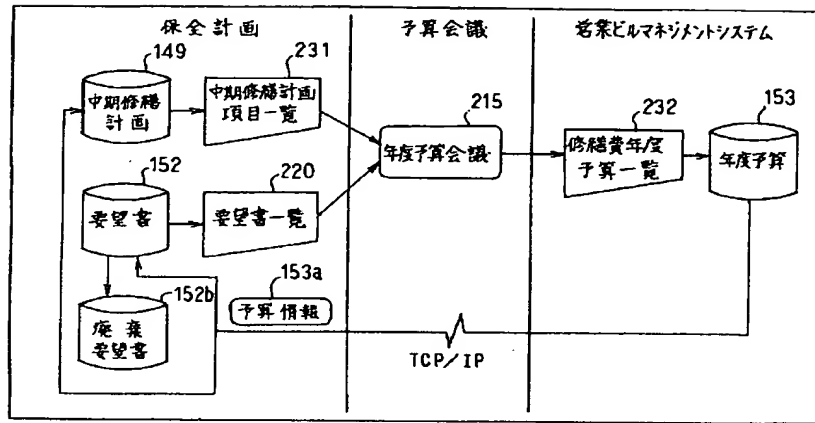 保全計画
予算会議
営業ビルマネジメントシステム
149
231
中期修繕
計画
中期修繕計画
項目一覧
215
年度予算会議
232
修繕費年度
予算一覧
153
年度予算
152
要望書
220
要望書一覧
152b
廃棄
要望書
153a
予算情報
TCP/IP